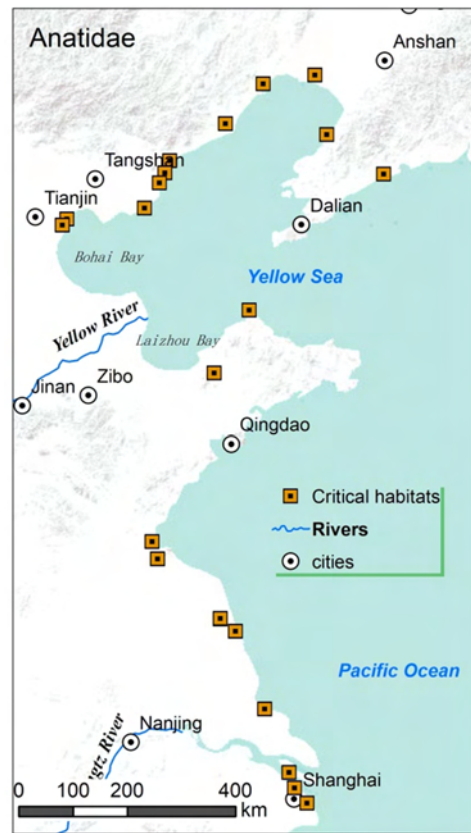 Anatidae
Anshan
Tangshan
Tianjin
Dalian
Bohai Bay
Yellow Sea
Yellow River
Laizhou Bay
Jinan
Zibo
Qingdao
Critical habitats
Rivers
cities
Pacific Ocean
Nanjing
River
Shanghai
0 200 400
km